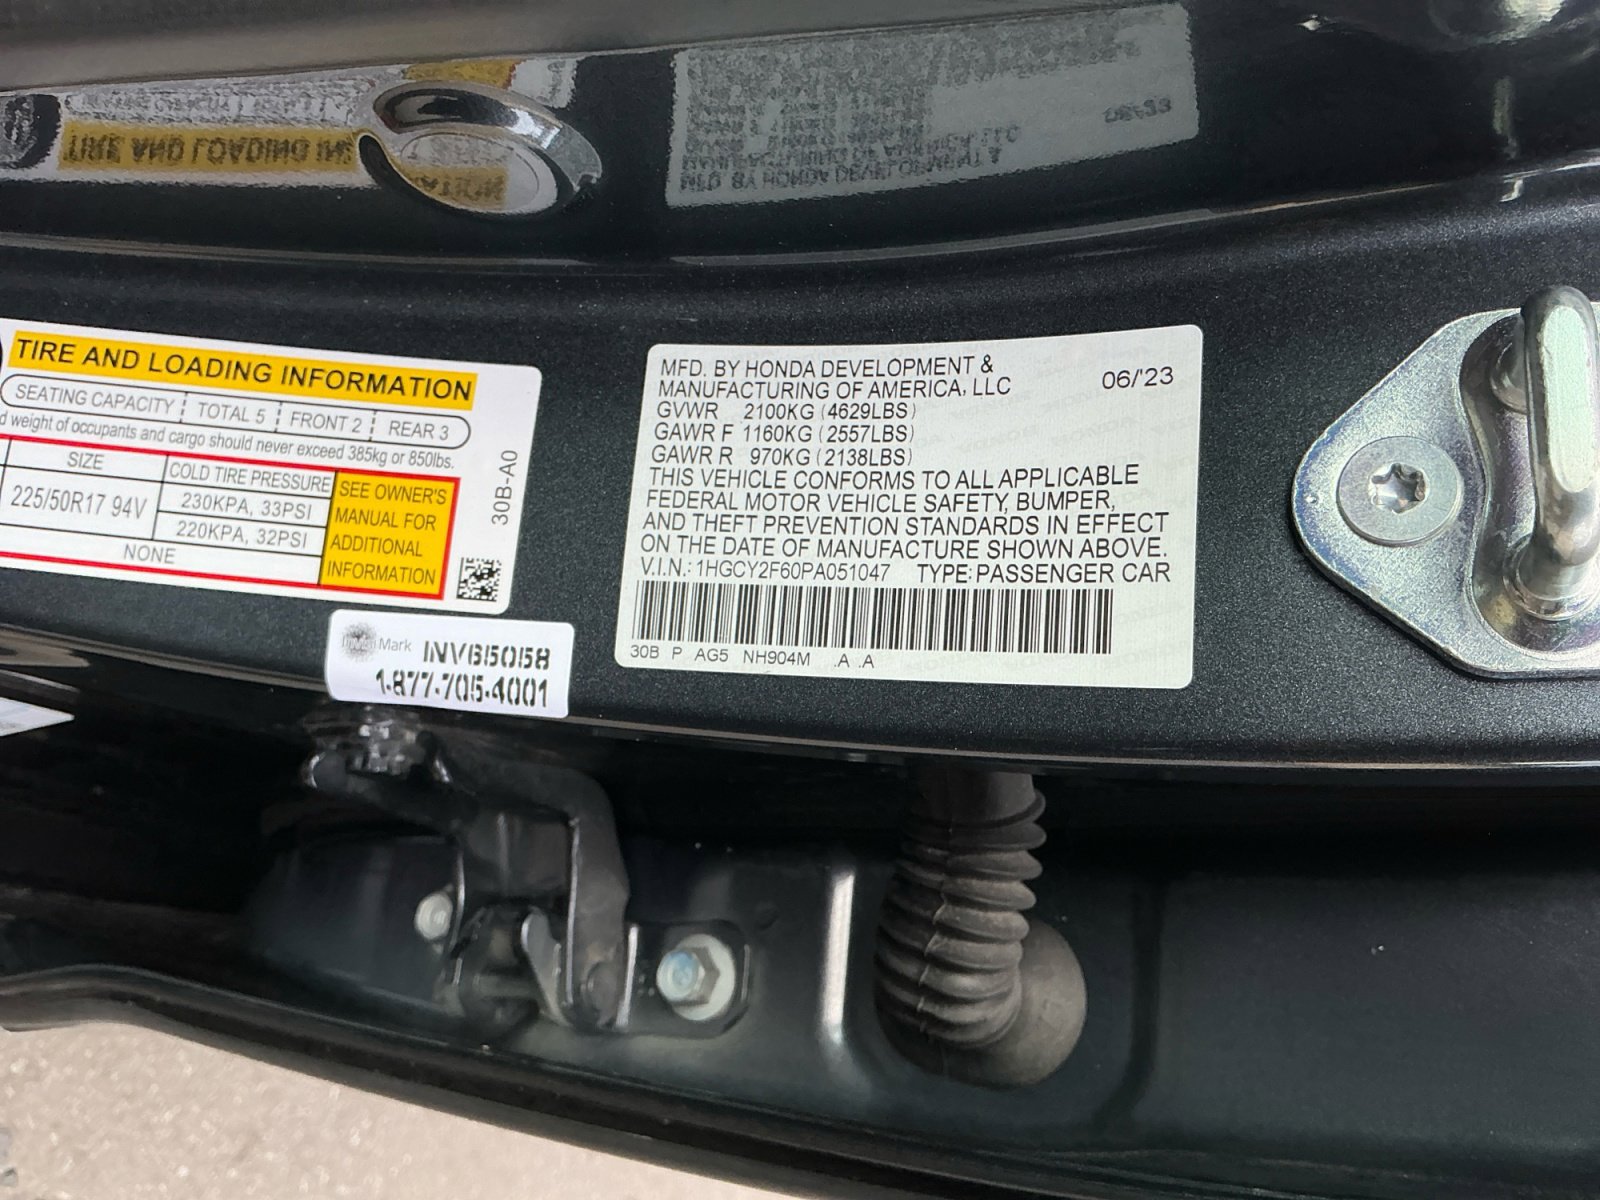 TIRE AND LOADING INFORMATION
SEATING CAPACITY TOTAL 5 FRONT 2 REAR 3
weight of occupants and cargo should never exceed 385kg or 850lbs.
SIZE COLD TIRE PRESSURE
225/50R17 94V 230KPA, 33PSI
220KPA, 32PSI
NONE
SEE OWNER'S
MANUAL FOR
ADDITIONAL
INFORMATION
30B-A0
Mark INV65058
1-877-705-4001
MFD. BY HONDA DEVELOPMENT &
MANUFACTURING OF AMERICA, LLC 06/'23
GVWR 2100KG (4629LBS)
GAWR F 1160KG (2557LBS)
GAWR R 970KG (2138LBS)
THIS VEHICLE CONFORMS TO ALL APPLICABLE
FEDERAL MOTOR VEHICLE SAFETY, BUMPER,
AND THEFT PREVENTION STANDARDS IN EFFECT
ON THE DATE OF MANUFACTURE SHOWN ABOVE.
V.I.N.: 1HGCY2F60PA051047 TYPE: PASSENGER CAR
30B P AG5 NH904M .A .A